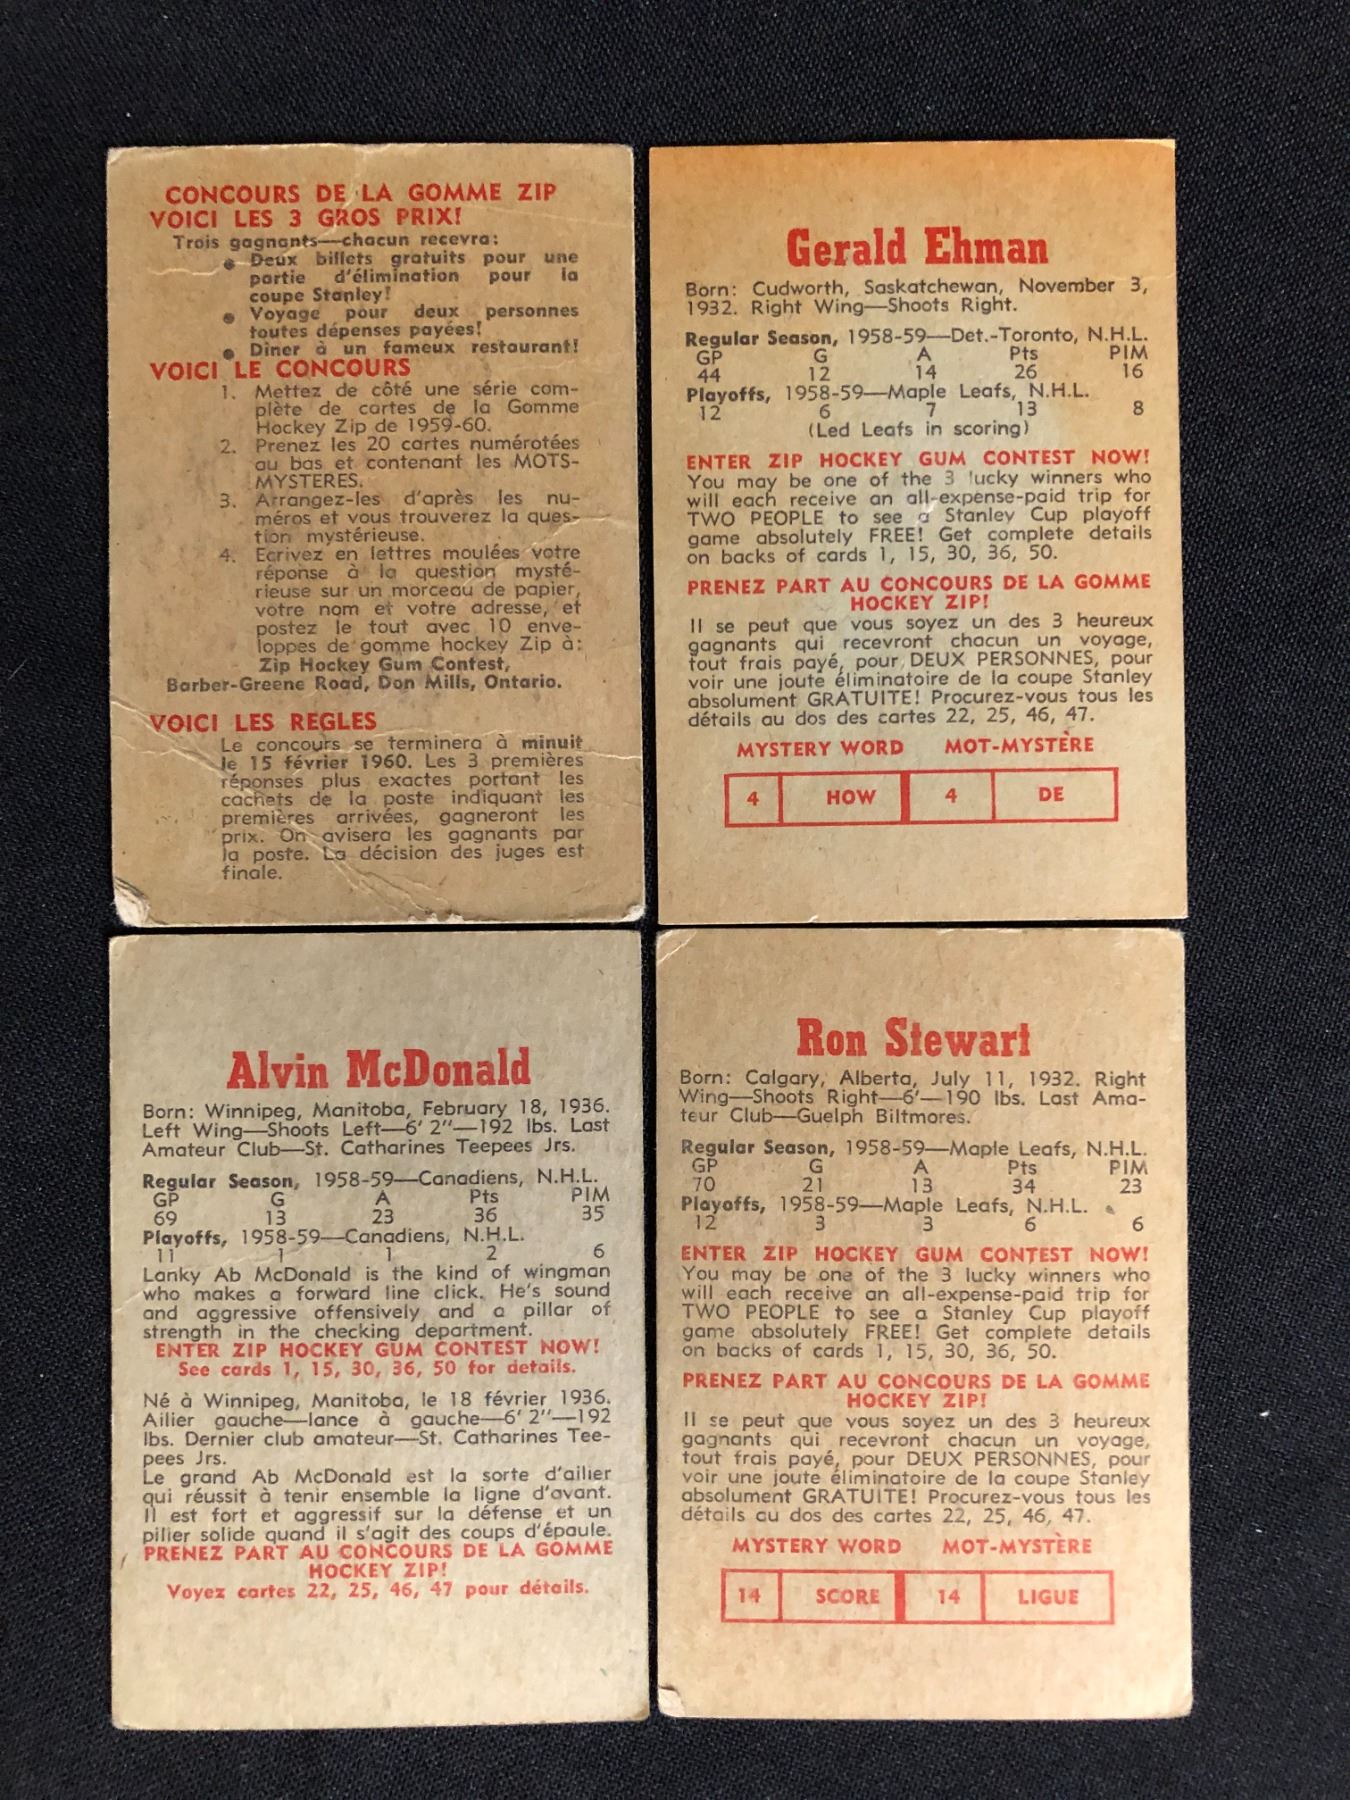 CONCOURS DE LA GOMME ZIP
VOICI LES 3 GROS PRIX!
Trois gagnants—chacun recevra:
● Deux billets gratuits pour une
partie d'élimination pour la
coupe Stanley!
● Voyage pour deux personnes
toutes dépenses payées!
● Dîner à un fameux restaurant!
VOICI LE CONCOURS
1. Mettez de côté une série com-
plète de cartes de la Gomme
Hockey Zip de 1959-60.
2. Prenez les 20 cartes numérotées
au bas et contenant les MOTS-
MYSTERES.
3. Arrangez-les d'après les nu-
méros et vous trouverez la ques-
tion mystérieuse.
4. Ecrivez en lettres moulées votre
réponse à la question mysté-
rieuse sur un morceau de papier,
votre nom et votre adresse, et
postez le tout avec 10 enve-
loppes de gomme hockey Zip à:
Zip Hockey Gum Contest,
Barber-Greene Road, Don Mills, Ontario.
VOICI LES REGLES
Le concours se terminera à minuit
le 15 février 1960. Les 3 premières
réponses plus exactes portant les
cachets de la poste indiquant les
premières arrivées, gagneront les
prix. On avisera les gagnants par
la poste. La décision des juges est
finale.
Gerald Ehman
Born: Cudworth, Saskatchewan, November 3,
1932. Right Wing—Shoots Right.
Regular Season, 1958-59—Det.-Toronto, N.H.L.
GP G A Pts PIM
44 12 14 26 16
Playoffs, 1958-59—Maple Leafs, N.H.L.
12 6 7 13 8
(Led Leafs in scoring)
ENTER ZIP HOCKEY GUM CONTEST NOW!
You may be one of the 3 lucky winners who
will each receive an all-expense-paid trip for
TWO PEOPLE to see a Stanley Cup playoff
game absolutely FREE! Get complete details
on backs of cards 1, 15, 30, 36, 50.
PRENEZ PART AU CONCOURS DE LA GOMME
HOCKEY ZIP!
Il se peut que vous soyez un des 3 heureux
gagnants qui recevront chacun un voyage,
tout frais payé, pour DEUX PERSONNES, pour
voir une joute éliminatoire de la coupe Stanley
absolument GRATUITE! Procurez-vous tous les
détails au dos des cartes 22, 25, 46, 47.
MYSTERY WORD MOT-MYSTÈRE
4 HOW 4 DE
Alvin McDonald
Born: Winnipeg, Manitoba, February 18, 1936.
Left Wing—Shoots Left—6' 2"—192 lbs. Last
Amateur Club—St. Catharines Teepees Jrs.
Regular Season, 1958-59—Canadiens, N.H.L.
GP G A Pts PIM
69 13 23 36 35
Playoffs, 1958-59—Canadiens, N.H.L.
11 1 1 2 6
Lanky Ab McDonald is the kind of wingman
who makes a forward line click. He's sound
and aggressive offensively and a pillar of
strength in the checking department.
ENTER ZIP HOCKEY GUM CONTEST NOW!
See cards 1, 15, 30, 36, 50 for details.
Né à Winnipeg, Manitoba, le 18 février 1936.
Ailier gauche—lance à gauche—6' 2"—192
lbs. Dernier club amateur—St. Catharines Tee-
pees Jrs.
Le grand Ab McDonald est la sorte d'ailier
qui réussit à tenir ensemble la ligne d'avant.
Il est fort et aggressif sur la défense et un
pilier solide quand il s'agit des coups d'épaule.
PRENEZ PART AU CONCOURS DE LA GOMME
HOCKEY ZIP!
Voyez cartes 22, 25, 46, 47 pour détails.
Ron Stewart
Born: Calgary, Alberta, July 11, 1932. Right
Wing—Shoots Right—6'—190 lbs. Last Ama-
teur Club—Guelph Biltmores.
Regular Season, 1958-59—Maple Leafs, N.H.L.
GP G A Pts PIM
70 21 13 34 23
Playoffs, 1958-59—Maple Leafs, N.H.L.
12 3 3 6 6
ENTER ZIP HOCKEY GUM CONTEST NOW!
You may be one of the 3 lucky winners who
will each receive an all-expense-paid trip for
TWO PEOPLE to see a Stanley Cup playoff
game absolutely FREE! Get complete details
on backs of cards 1, 15, 30, 36, 50.
PRENEZ PART AU CONCOURS DE LA GOMME
HOCKEY ZIP!
Il se peut que vous soyez un des 3 heureux
gagnants qui recevront chacun un voyage,
tout frais payé, pour DEUX PERSONNES, pour
voir une joute éliminatoire de la coupe Stanley
absolument GRATUITE! Procurez-vous tous les
détails au dos des cartes 22, 25, 46, 47.
MYSTERY WORD MOT-MYSTÈRE
14 SCORE 14 LIGUE